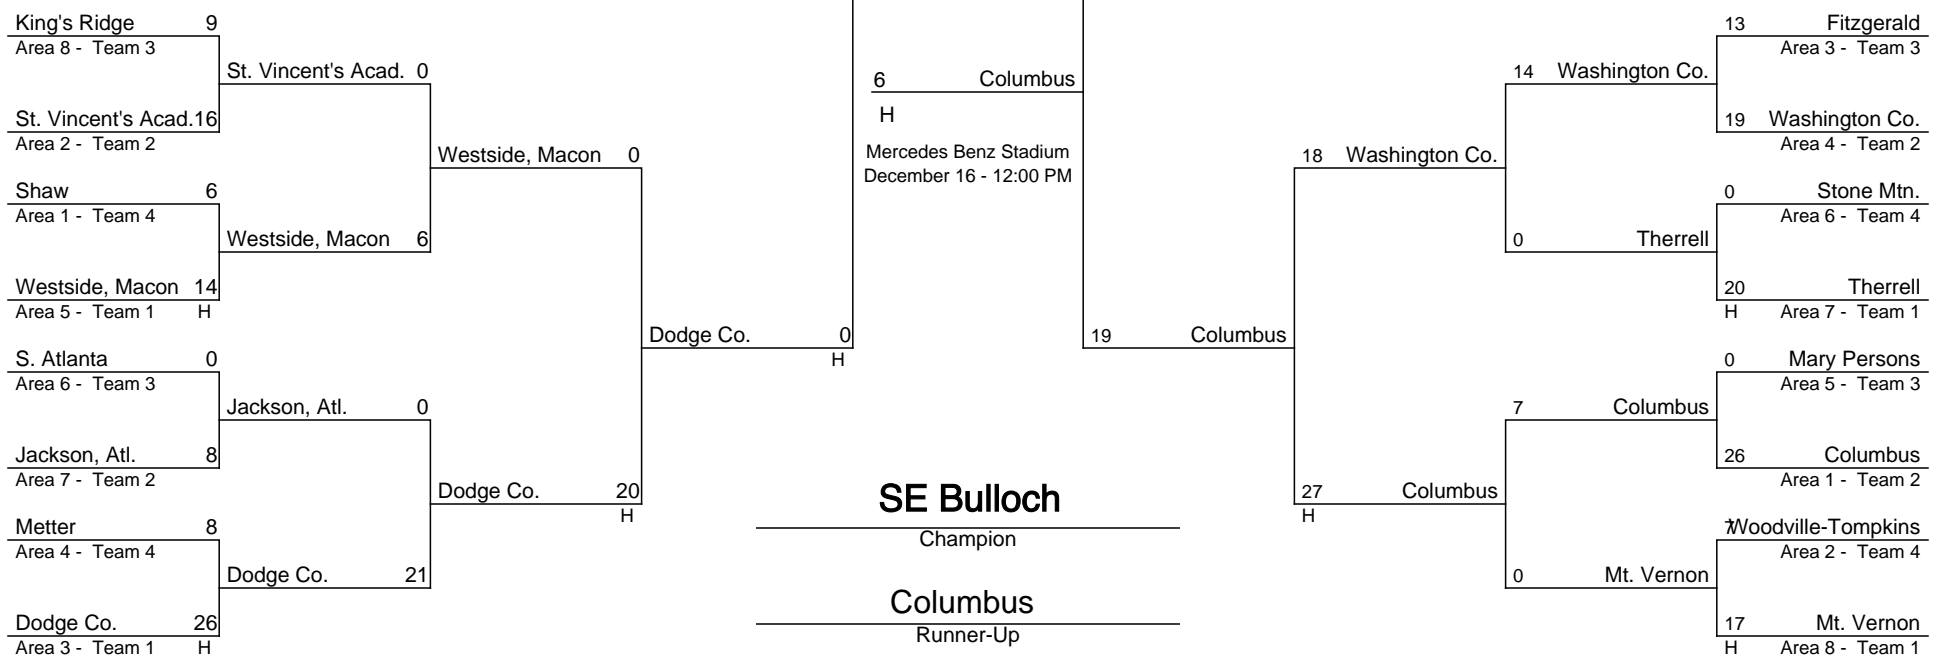 King's Ridge 9
Area 8 - Team 3
St. Vincent's Acad. 0
St. Vincent's Acad.16
Area 2 - Team 2
Westside, Macon 0
Shaw 6
Area 1 - Team 4
Westside, Macon 6
Westside, Macon 14
Area 5 - Team 1 H
Dodge Co. 0
H
S. Atlanta 0
Area 6 - Team 3
Jackson, Atl. 0
Jackson, Atl. 8
Area 7 - Team 2
Dodge Co. 20
H
Metter 8
Area 4 - Team 4
Dodge Co. 21
Dodge Co. 26
Area 3 - Team 1 H
6 Columbus
H
Mercedes Benz Stadium
December 16 - 12:00 PM
SE Bulloch
Champion
Columbus
Runner-Up
13 Fitzgerald
Area 3 - Team 3
14 Washington Co.
19 Washington Co.
Area 4 - Team 2
18 Washington Co.
0 Stone Mtn.
Area 6 - Team 4
0 Therrell
20 Therrell
H Area 7 - Team 1
19 Columbus
0 Mary Persons
Area 5 - Team 3
7 Columbus
26 Columbus
Area 1 - Team 2
27 Columbus
H
7 Woodville-Tompkins
Area 2 - Team 4
0 Mt. Vernon
17 Mt. Vernon
H Area 8 - Team 1